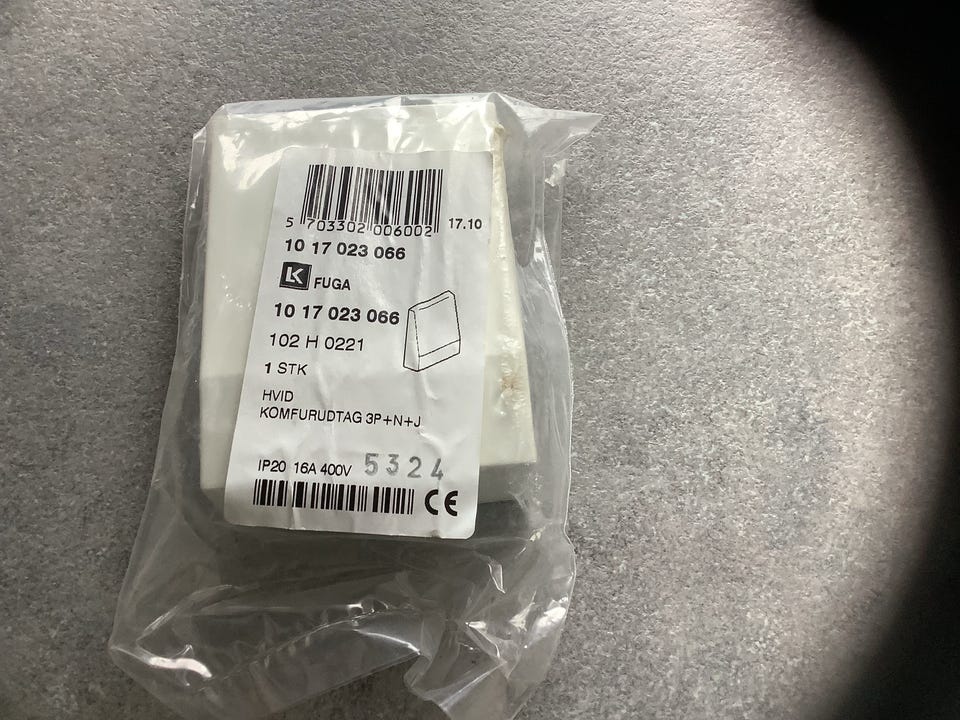 5 703302 006002 17.10
10 17 023 066
LK FUGA
10 17 023 066
102 H 0221
1 STK
HVID
KOMFURUDTAG 3P+N+J
IP20 16A 400V 5324
CE